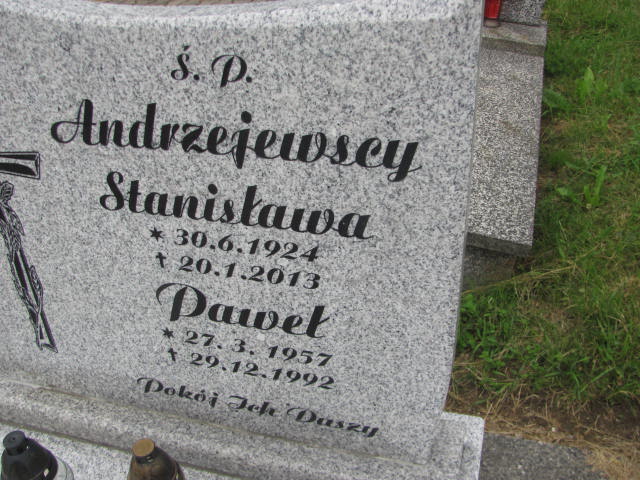 Ś. P.
Andrzejewscy
Stanisława
* 30.6.1924
† 20.1.2013
Paweł
* 27. 3. 1957
† 29.12.1992
Pokój Ich Duszy